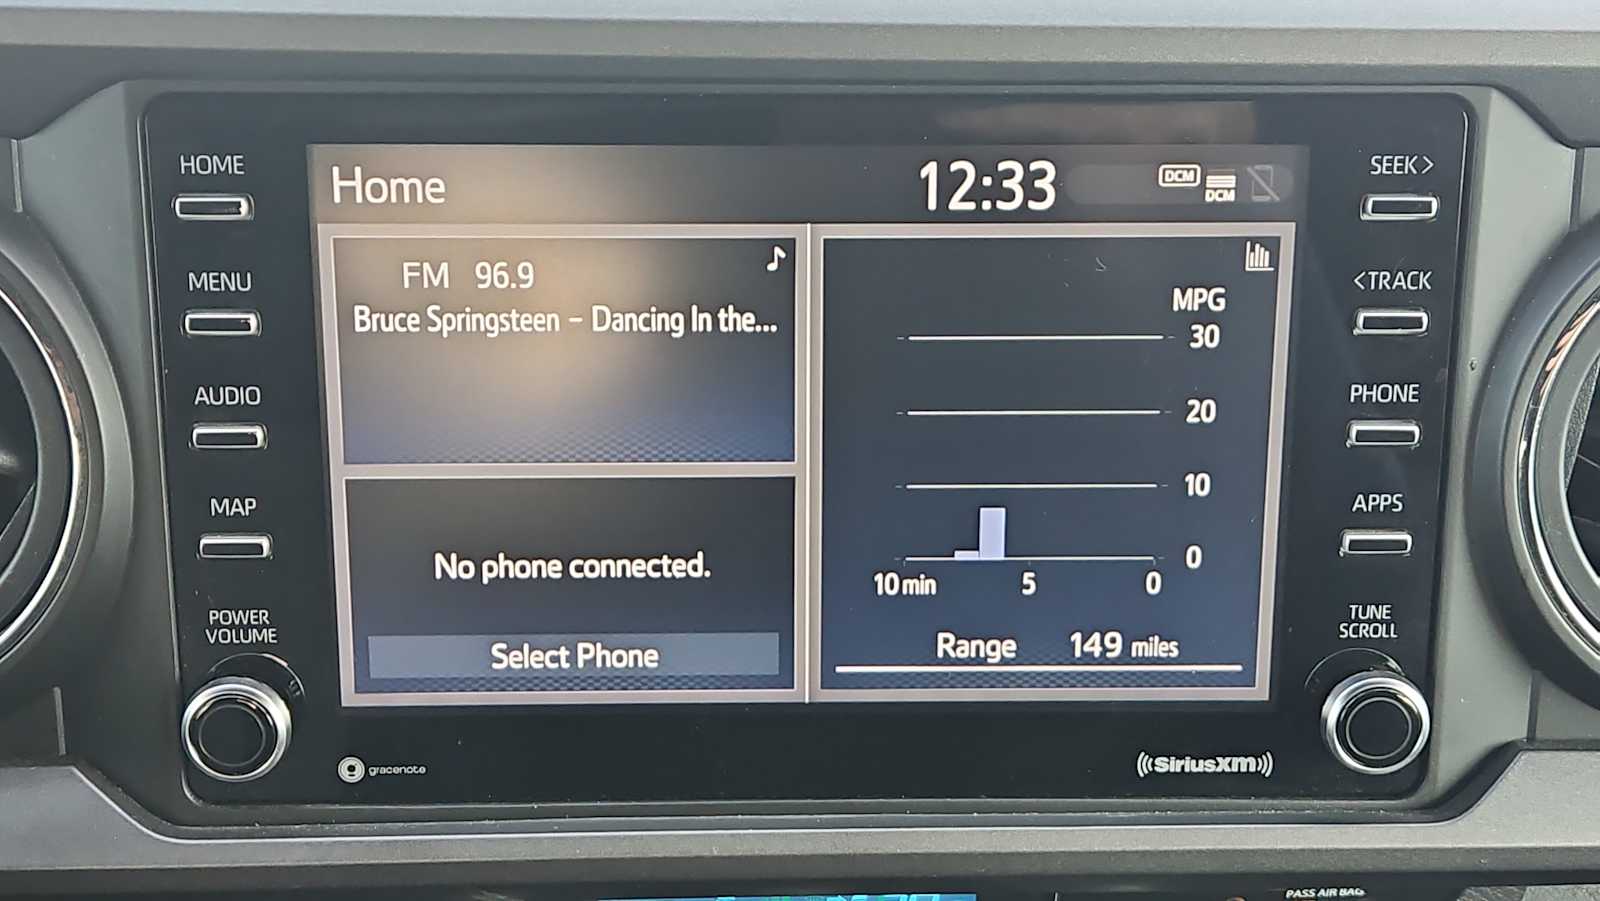 HOME
MENU
AUDIO
MAP
POWER
VOLUME
Home
12:33
DCM
DCM
FM 96.9
Bruce Springsteen – Dancing In the...
No phone connected.
Select Phone
MPG
30
20
10
0
10 min 5 0
Range 149 miles
SEEK>
<TRACK
PHONE
APPS
TUNE
SCROLL
gracenote
((SiriusXM))
PASS AIR BAG